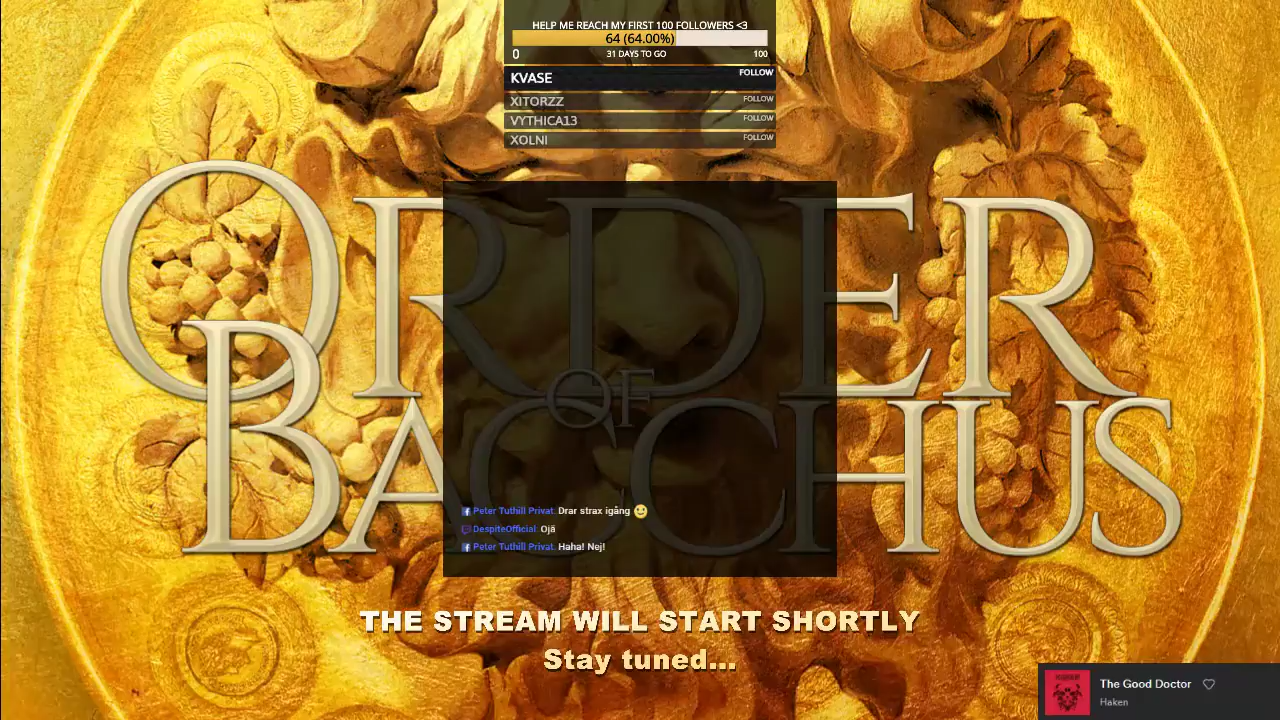 HELP ME REACH MY FIRST 100 FOLLOWERS <3
64 (64.00%)
0 31 DAYS TO GO 100
KVASE FOLLOW
XITORZZ FOLLOW
VYTHICA13 FOLLOW
XOLNI FOLLOW
ORDER
OF
BACCHUS
Peter Tuthill Privat: Drar strax igång 😀
DespiteOfficial: Ojä
Peter Tuthill Privat: Haha! Nej!
THE STREAM WILL START SHORTLY
Stay tuned...
The Good Doctor
Haken